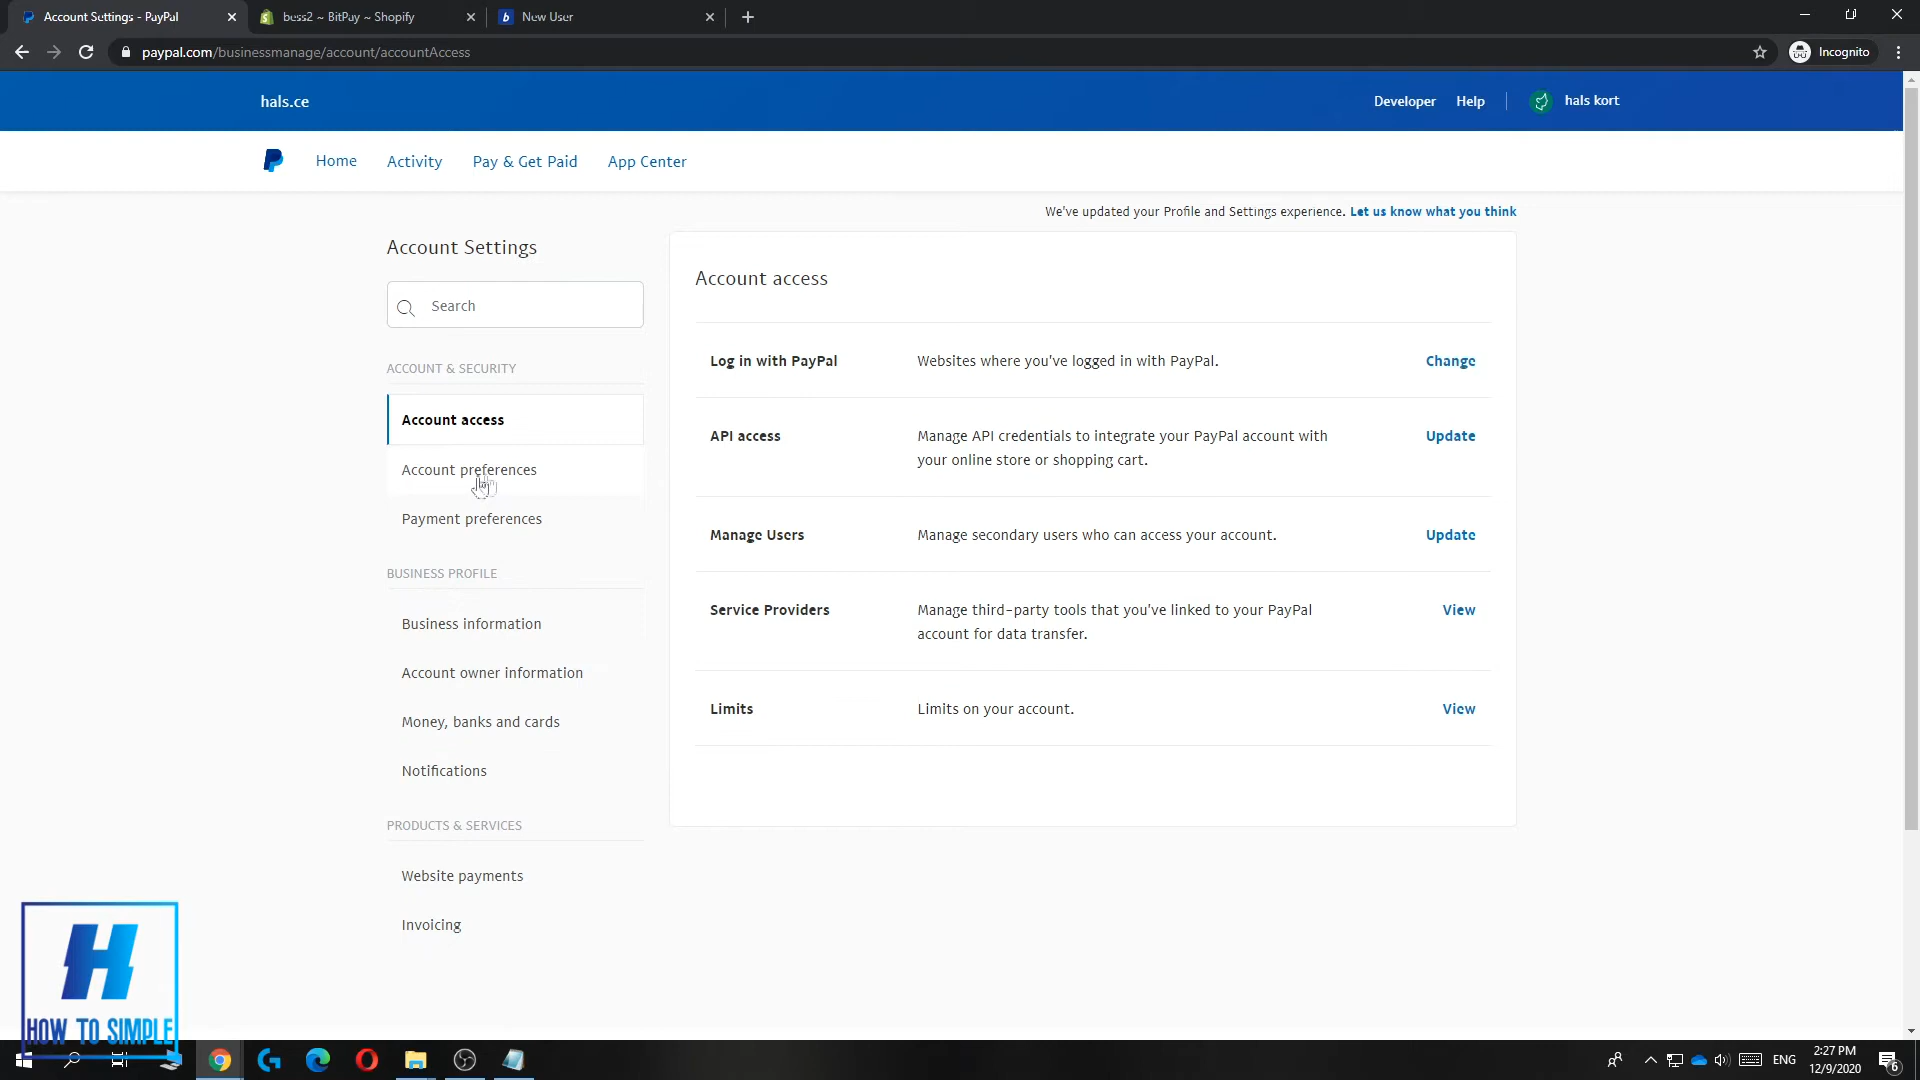 Account Settings - PayPal
bess2 ~ BitPay ~ Shopify
New User
paypal.com/businessmanage/account/accountAccess
Incognito
hals.ce
Developer
Help
hals kort
Home
Activity
Pay & Get Paid
App Center
We've updated your Profile and Settings experience. Let us know what you think
Account Settings
Search
ACCOUNT & SECURITY
Account access
Account preferences
Payment preferences
BUSINESS PROFILE
Business information
Account owner information
Money, banks and cards
Notifications
PRODUCTS & SERVICES
Website payments
Invoicing
Account access
Log in with PayPal
Websites where you've logged in with PayPal.
Change
API access
Manage API credentials to integrate your PayPal account with
your online store or shopping cart.
Update
Manage Users
Manage secondary users who can access your account.
Update
Service Providers
Manage third-party tools that you've linked to your PayPal
account for data transfer.
View
Limits
Limits on your account.
View
H
HOW TO SIMPLE
ENG
2:27 PM
12/9/2020
6